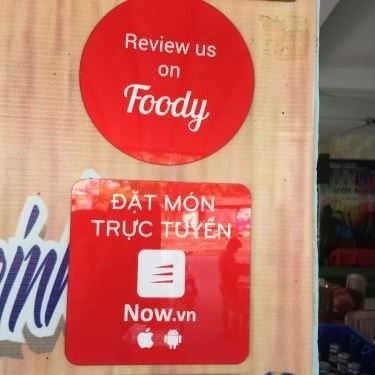 Review us
on
Foody
ĐẶT MÓN
TRỰC TUYẾN
Now.vn